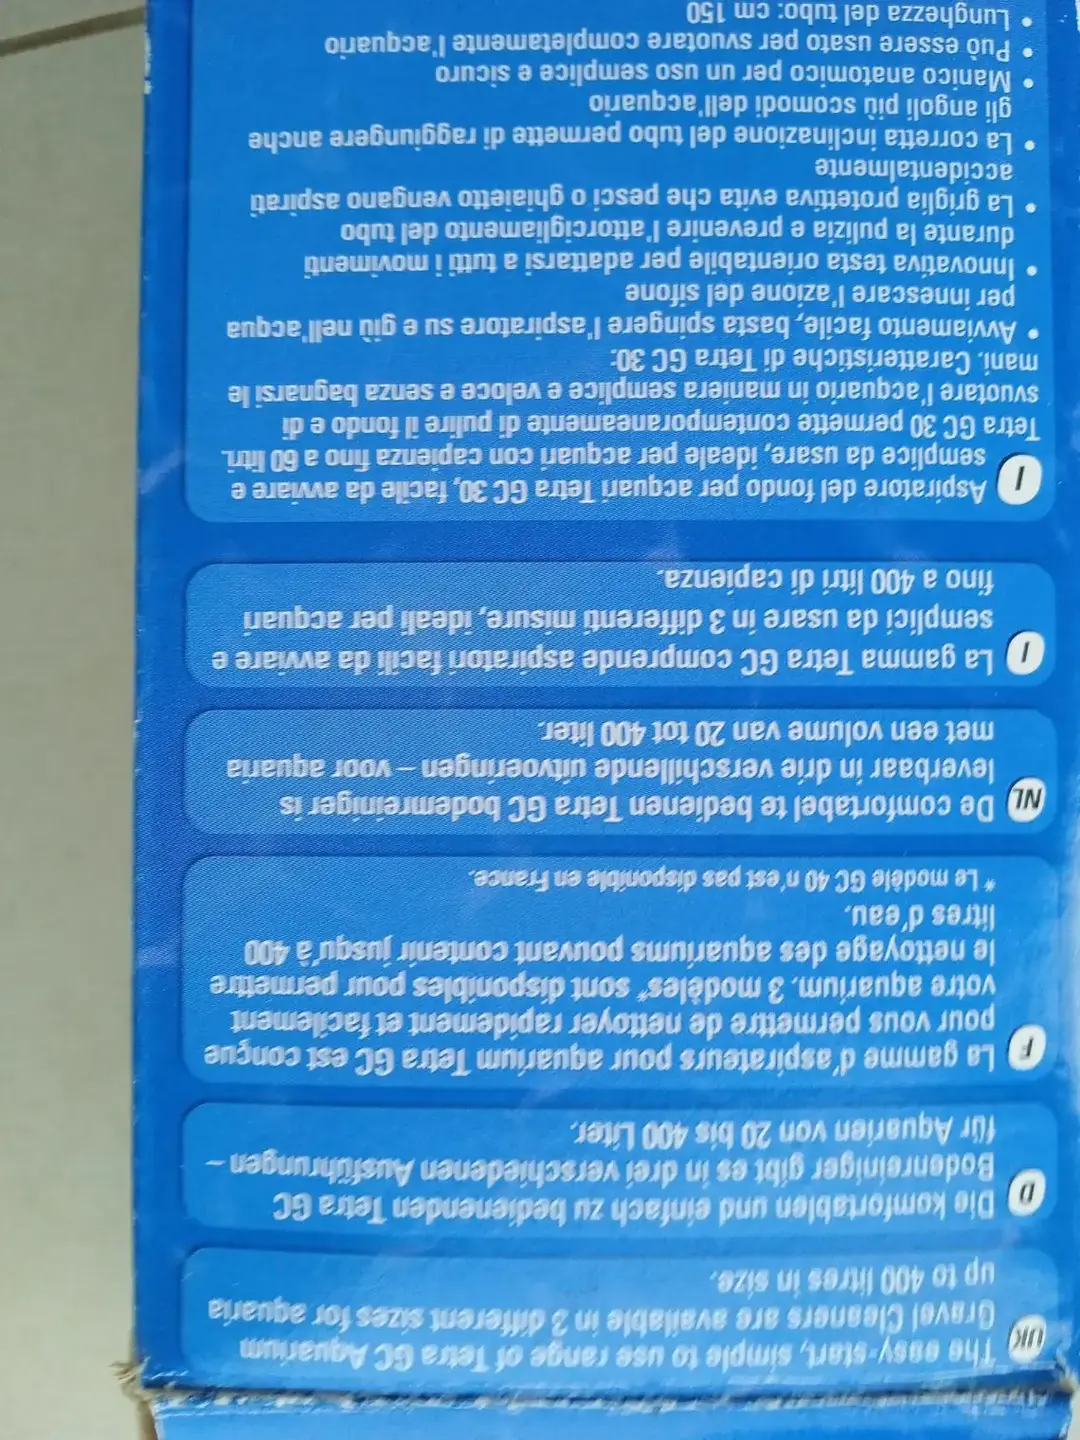 The easy-start, simple to use range of Tetra GC Aquarium
UK
Gravel Cleaners are available in 3 different sizes for aquaria
up to 400 litres in size.
Die komfortablen und einfach zu bedienenden Tetra GC
D
Bodenreiniger gibt es in drei verschiedenen Ausführungen –
für Aquarien von 20 bis 400 Liter.
F
La gamme d'aspirateurs pour aquarium Tetra GC est conçue
pour vous permettre de nettoyer rapidement et facilement
votre aquarium. 3 modèles* sont disponibles pour permettre
le nettoyage des aquariums pouvant contenir jusqu'à 400
litres d'eau.
* Le modèle GC 40 n'est pas disponible en France.
NL
De comfortabel te bedienen Tetra GC bodemreiniger is
leverbaar in drie verschillende uitvoeringen – voor aquaria
met een volume van 20 tot 400 liter.
I
La gamma Tetra GC comprende aspiratori facili da avviare e
semplici da usare in 3 differenti misure, ideali per acquari
fino a 400 litri di capienza.
I
Aspiratore del fondo per acquari Tetra GC 30, facile da avviare e
semplice da usare, ideale per acquari con capienza fino a 60 litri.
Tetra GC 30 permette contemporaneamente di pulire il fondo e di
svuotare l'acquario in maniera semplice e veloce e senza bagnarsi le
mani. Caratteristiche di Tetra GC 30:
• Avviamento facile, basta spingere l'aspiratore su e giù nell'acqua
per innescare l'azione del sifone
• Innovativa testa orientabile per adattarsi a tutti i movimenti
durante la pulizia e prevenire l'attorcigliamento del tubo
• La griglia protettiva evita che pesci o ghiaietto vengano aspirati
accidentalmente
• La corretta inclinazione del tubo permette di raggiungere anche
gli angoli più scomodi dell'acquario
• Manico anatomico per un uso semplice e sicuro
• Può essere usato per svuotare completamente l'acquario
• Lunghezza del tubo: cm 150